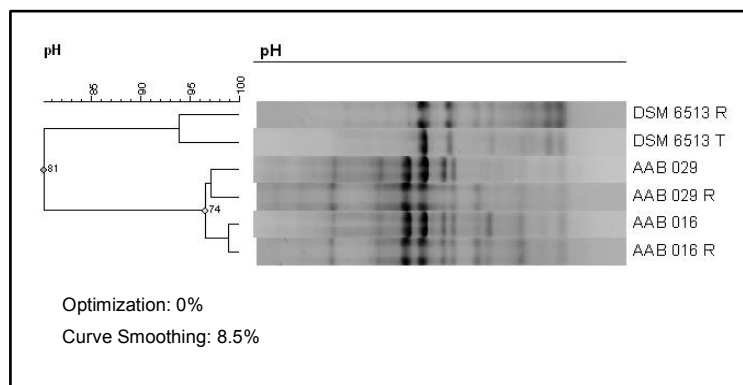 pH
pH
85
90
95
100
DSM 6513 R
DSM 6513 T
81
AAB 029
AAB 029 R
74
AAB 016
AAB 016 R
Optimization: 0%
Curve Smoothing: 8.5%